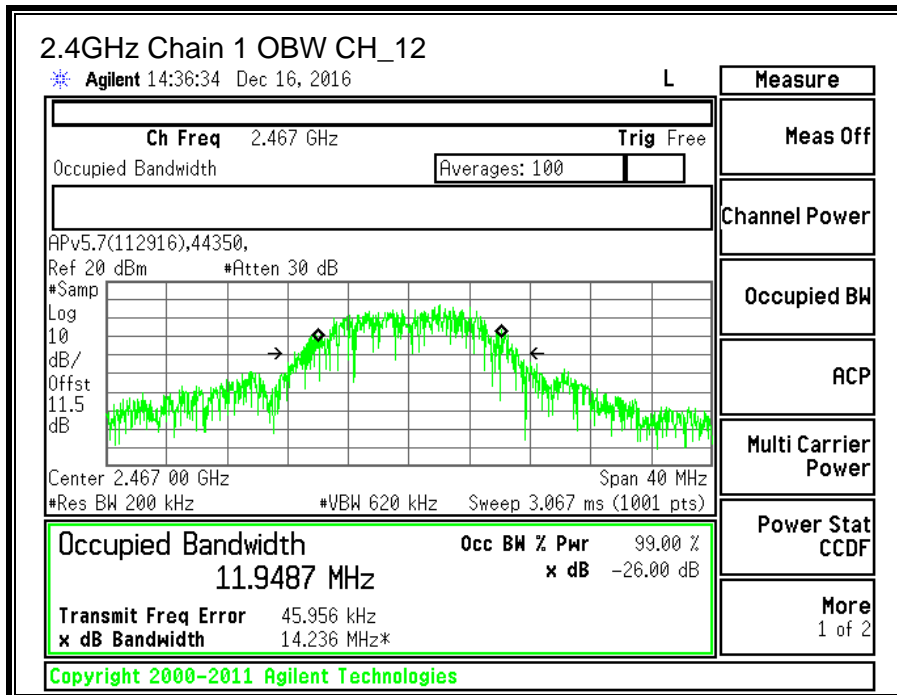 2.4GHz Chain 1 OBW CH_12
Agilent 14:36:34 Dec 16, 2016 L
Measure
Ch Freq 2.467 GHz Trig Free
Occupied Bandwidth Averages: 100
APv5.7(112916),44350,
Ref 20 dBm #Atten 30 dB
#Samp
Log
10
dB/
Offst
11.5
dB
Center 2.467 00 GHz Span 40 MHz
#Res BW 200 kHz #VBW 620 kHz Sweep 3.067 ms (1001 pts)
Occupied Bandwidth Occ BW % Pwr 99.00 %
11.9487 MHz x dB -26.00 dB
Transmit Freq Error 45.956 kHz
x dB Bandwidth 14.236 MHz*
Copyright 2000-2011 Agilent Technologies
Meas Off
Channel Power
Occupied BW
ACP
Multi Carrier
Power
Power Stat
CCDF
More
1 of 2